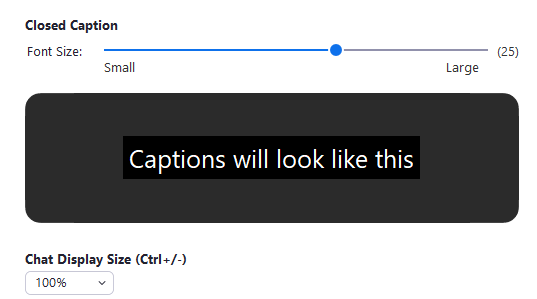 Closed Caption
Font Size: (25)
Small Large
Captions will look like this
Chat Display Size (Ctrl+/-)
100%